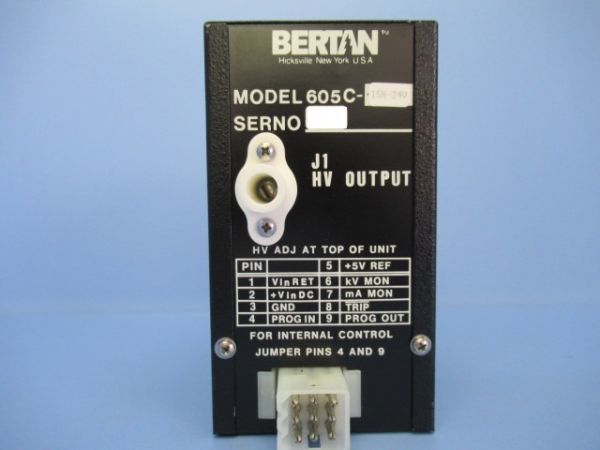 BERTAN™
Hicksville New York USA
MODEL 605C-15N-24V
SERNO
J1
HV OUTPUT
HV ADJ AT TOP OF UNIT
PIN 5 +5V REF
1 VinRET 6 kV MON
2 +VinDC 7 mA MON
3 GND 8 TRIP
4 PROG IN 9 PROG OUT
FOR INTERNAL CONTROL
JUMPER PINS 4 AND 9